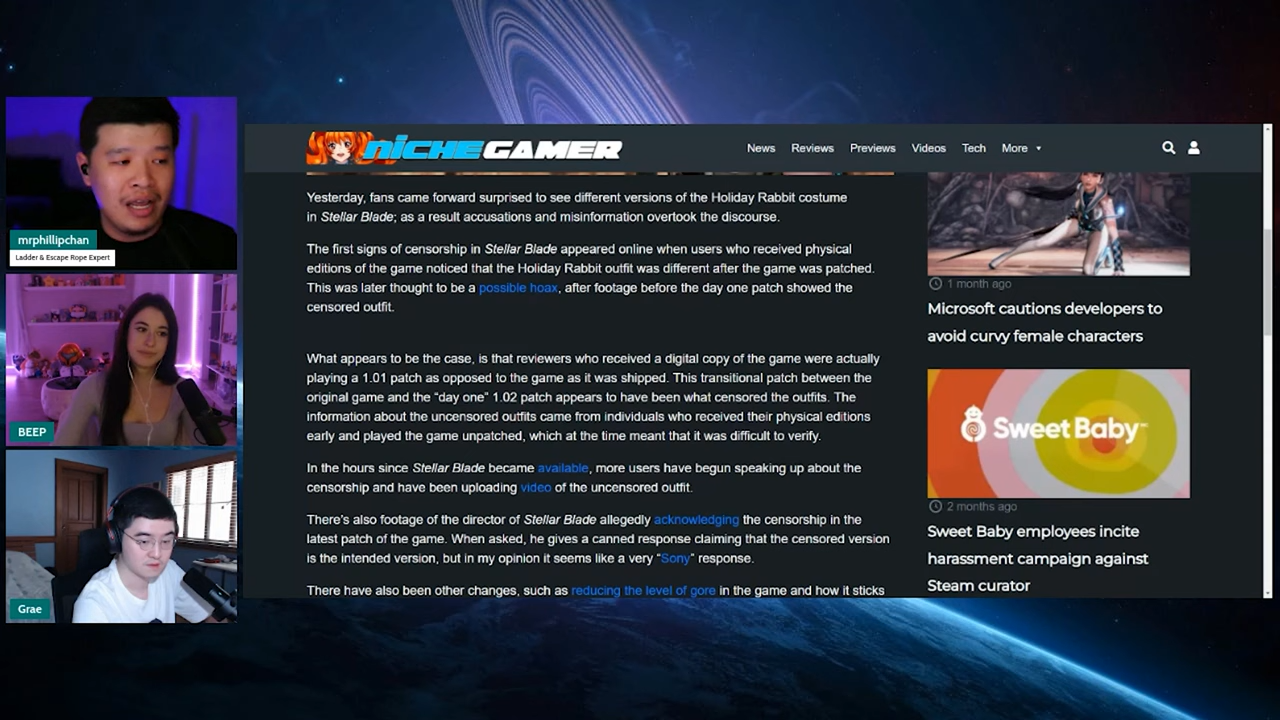 mrphillipchan
Ladder & Escape Rope Expert
BEEP
Grae
NICHEGAMER
News Reviews Previews Videos Tech More
Yesterday, fans came forward surprised to see different versions of the Holiday Rabbit costume
in Stellar Blade; as a result accusations and misinformation overtook the discourse.
The first signs of censorship in Stellar Blade appeared online when users who received physical
editions of the game noticed that the Holiday Rabbit outfit was different after the game was patched.
This was later thought to be a possible hoax, after footage before the day one patch showed the
censored outfit.
What appears to be the case, is that reviewers who received a digital copy of the game were actually
playing a 1.01 patch as opposed to the game as it was shipped. This transitional patch between the
original game and the “day one” 1.02 patch appears to have been what censored the outfits. The
information about the uncensored outfits came from individuals who received their physical editions
early and played the game unpatched, which at the time meant that it was difficult to verify.
In the hours since Stellar Blade became available, more users have begun speaking up about the
censorship and have been uploading video of the uncensored outfit.
There’s also footage of the director of Stellar Blade allegedly acknowledging the censorship in the
latest patch of the game. When asked, he gives a canned response claiming that the censored version
is the intended version, but in my opinion it seems like a very “Sony” response.
There have also been other changes, such as reducing the level of gore in the game and how it sticks
1 month ago
Microsoft cautions developers to
avoid curvy female characters
Sweet Baby
2 months ago
Sweet Baby employees incite
harassment campaign against
Steam curator